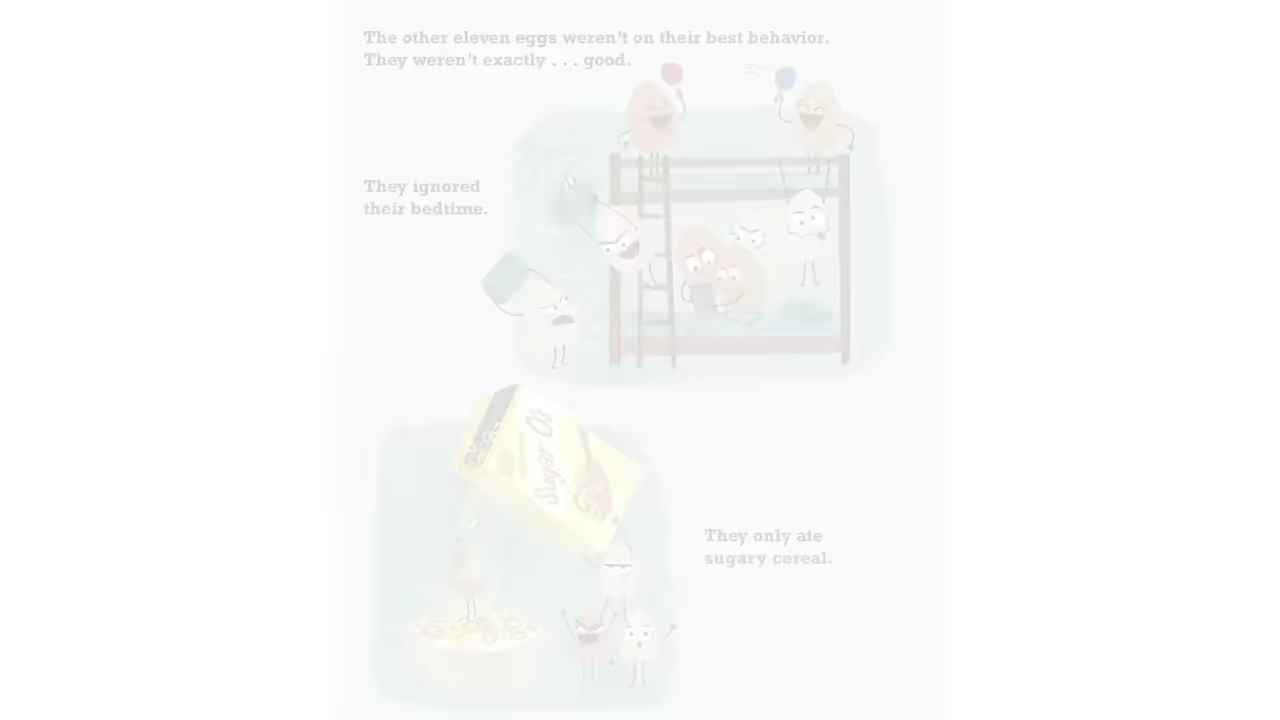 The other eleven eggs weren't on their best behavior.
They weren't exactly . . . good.
They ignored
their bedtime.
Sugar O's
They only ate
sugary cereal.